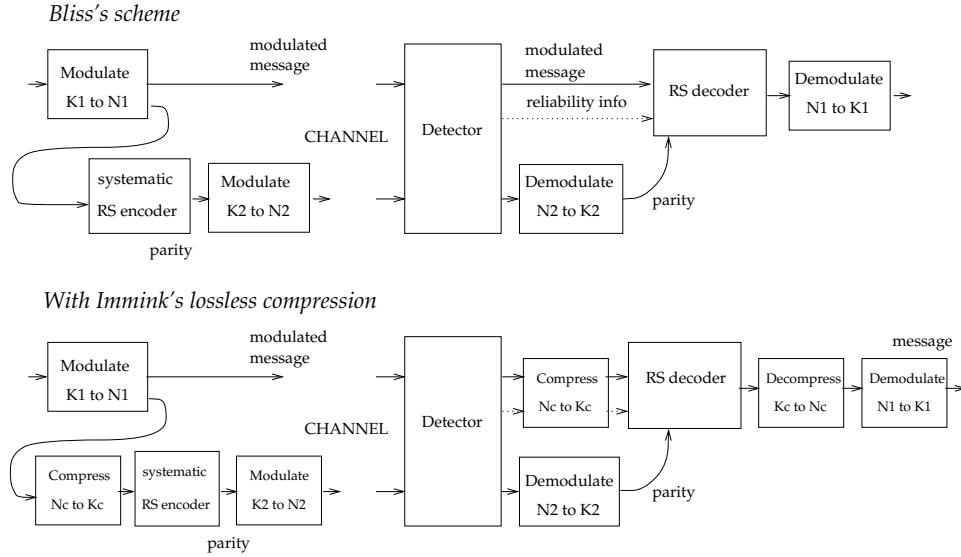 Bliss's scheme
Modulate
K1 to N1
modulated
message
CHANNEL
systematic
RS encoder
Modulate
K2 to N2
parity
Detector
modulated
message
reliability info
Demodulate
N2 to K2
parity
RS decoder
Demodulate
N1 to K1
With Immink's lossless compression
Modulate
K1 to N1
modulated
message
CHANNEL
Compress
Nc to Kc
systematic
RS encoder
Modulate
K2 to N2
parity
Detector
Compress
Nc to Kc
Demodulate
N2 to K2
parity
RS decoder
Decompress
Kc to Nc
message
Demodulate
N1 to K1